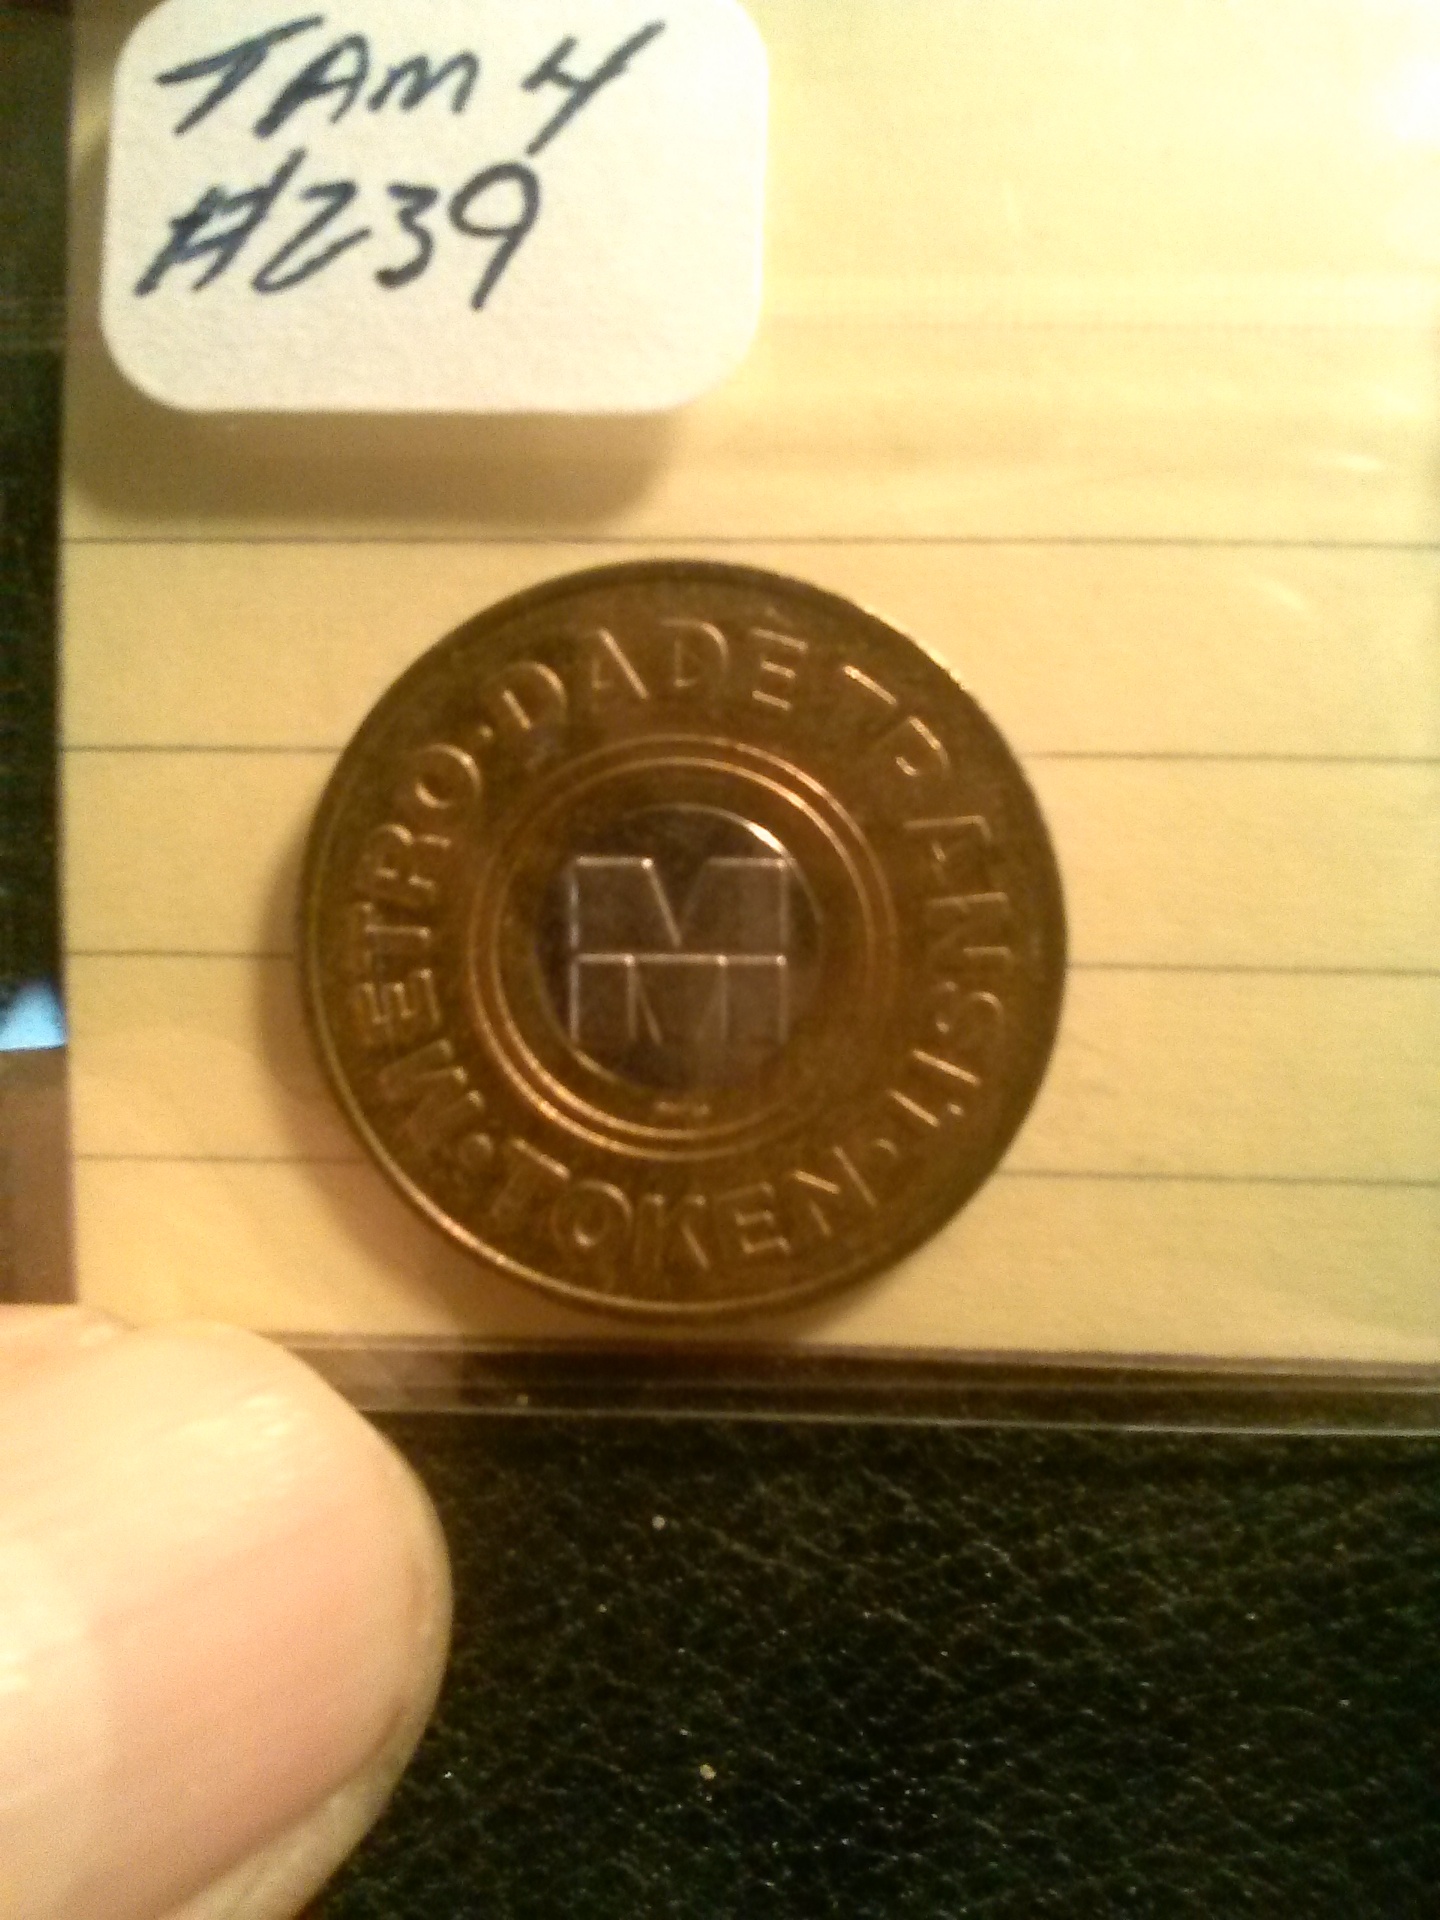 TAM 4
#239
METRO-DADE TRANSIT
• TOKEN •
M
M